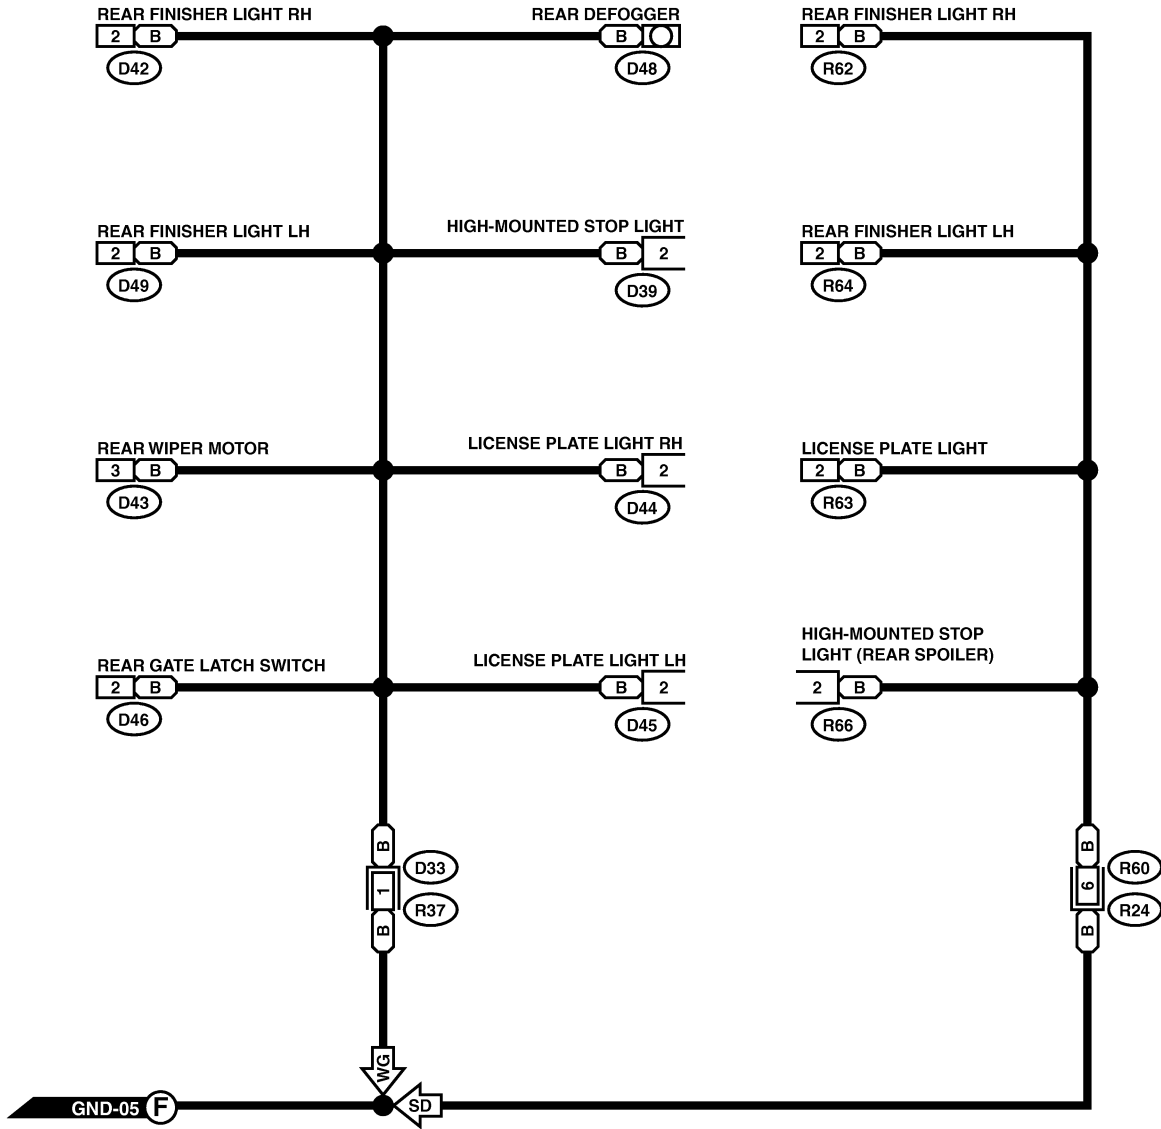 REAR FINISHER LIGHT RH
2 B
D42
REAR DEFOGGER
B
D48
REAR FINISHER LIGHT RH
2 B
R62
REAR FINISHER LIGHT LH
2 B
D49
HIGH-MOUNTED STOP LIGHT
B 2
D39
REAR FINISHER LIGHT LH
2 B
R64
REAR WIPER MOTOR
3 B
D43
LICENSE PLATE LIGHT RH
B 2
D44
LICENSE PLATE LIGHT
2 B
R63
REAR GATE LATCH SWITCH
2 B
D46
LICENSE PLATE LIGHT LH
B 2
D45
HIGH-MOUNTED STOP
LIGHT (REAR SPOILER)
2 B
R66
B
D33
1
R37
B
B
R60
6
R24
B
WG
GND-05 F
SD